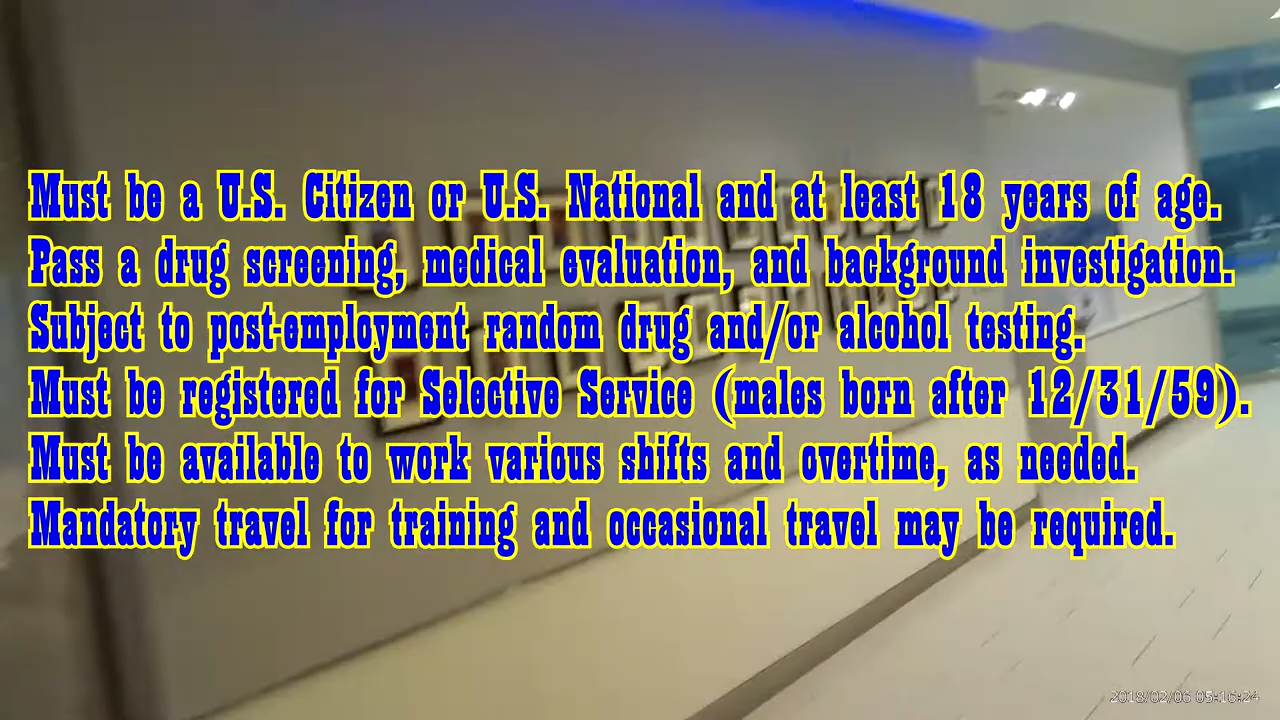 Must be a U.S. Citizen or U.S. National and at least 18 years of age.
Pass a drug screening, medical evaluation, and background investigation.
Subject to post-employment random drug and/or alcohol testing.
Must be registered for Selective Service (males born after 12/31/59).
Must be available to work various shifts and overtime, as needed.
Mandatory travel for training and occasional travel may be required.
2018/02/06 05:16:24